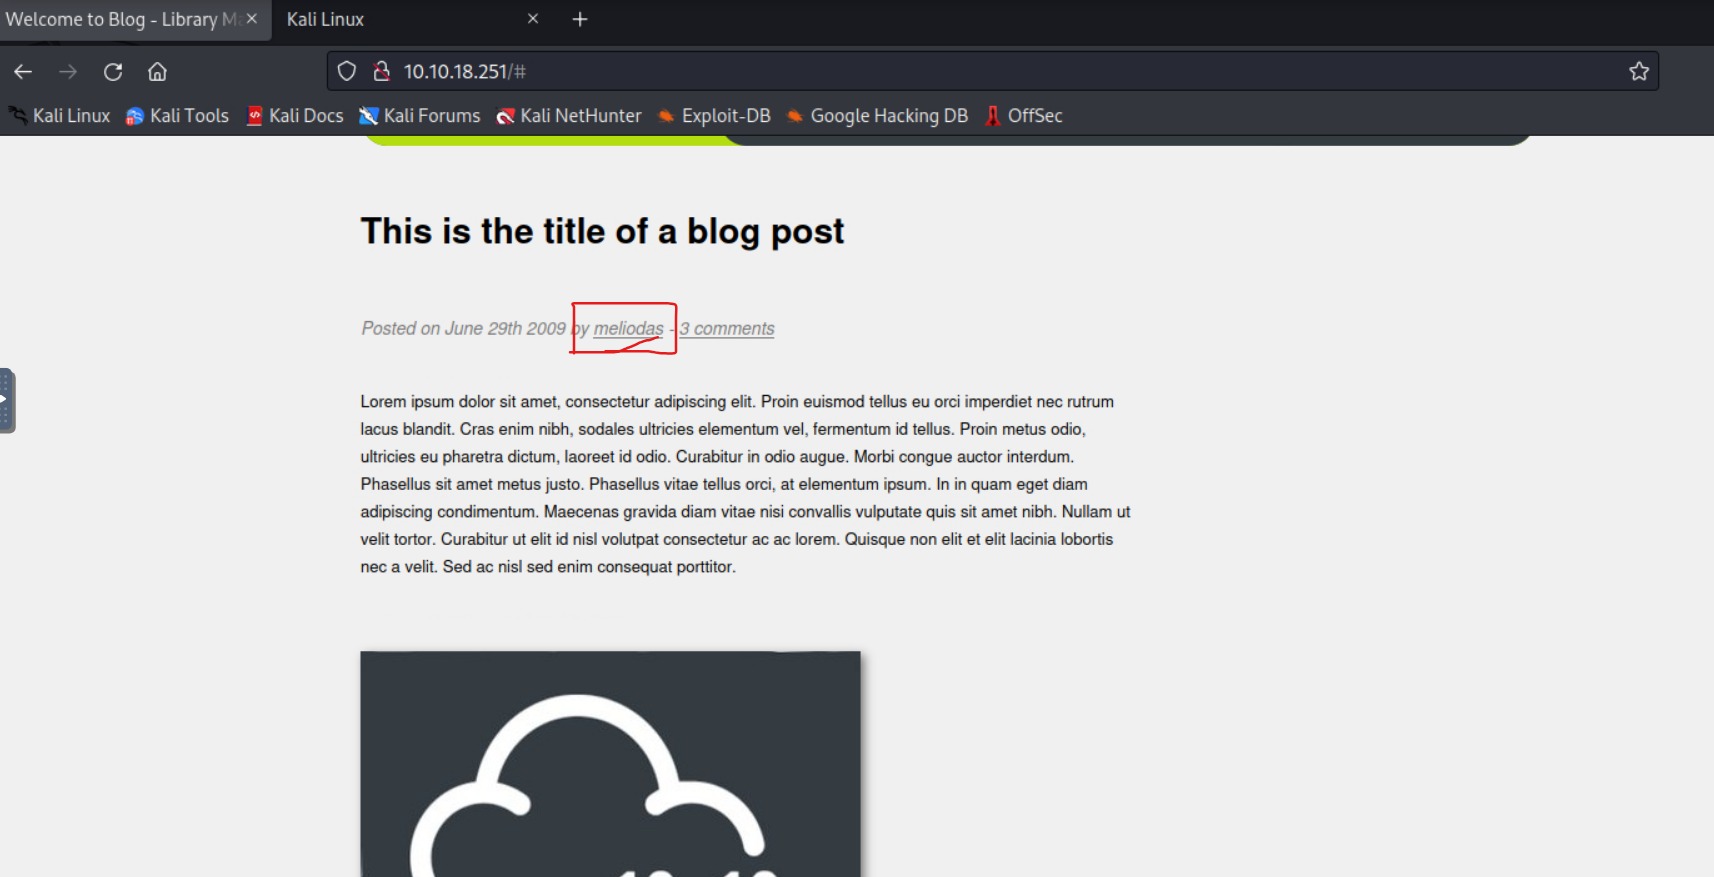 Welcome to Blog - Library Ma
Kali Linux
10.10.18.251/#
Kali Linux Kali Tools Kali Docs Kali Forums Kali NetHunter Exploit-DB Google Hacking DB OffSec
This is the title of a blog post
Posted on June 29th 2009 by meliodas - 3 comments
Lorem ipsum dolor sit amet, consectetur adipiscing elit. Proin euismod tellus eu orci imperdiet nec rutrum
lacus blandit. Cras enim nibh, sodales ultricies elementum vel, fermentum id tellus. Proin metus odio,
ultricies eu pharetra dictum, laoreet id odio. Curabitur in odio augue. Morbi congue auctor interdum.
Phasellus sit amet metus justo. Phasellus vitae tellus orci, at elementum ipsum. In in quam eget diam
adipiscing condimentum. Maecenas gravida diam vitae nisi convallis vulputate quis sit amet nibh. Nullam ut
velit tortor. Curabitur ut elit id nisl volutpat consectetur ac ac lorem. Quisque non elit et elit lacinia lobortis
nec a velit. Sed ac nisl sed enim consequat porttitor.